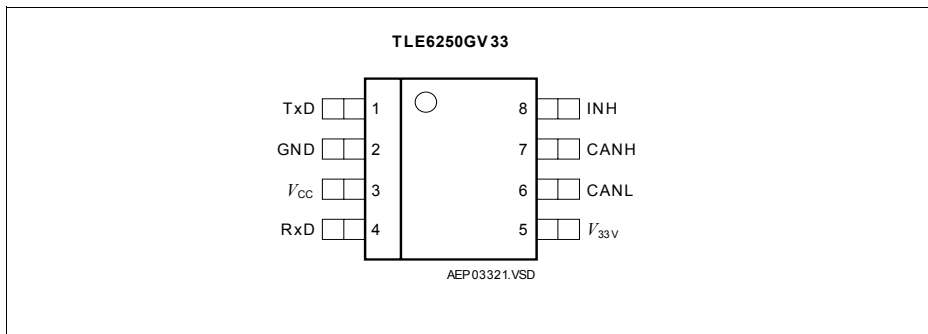 TLE6250GV33
TxD 1 8 INH
GND 2 7 CANH
VCC 3 6 CANL
RxD 4 5 V33V
AEP03321.VSD